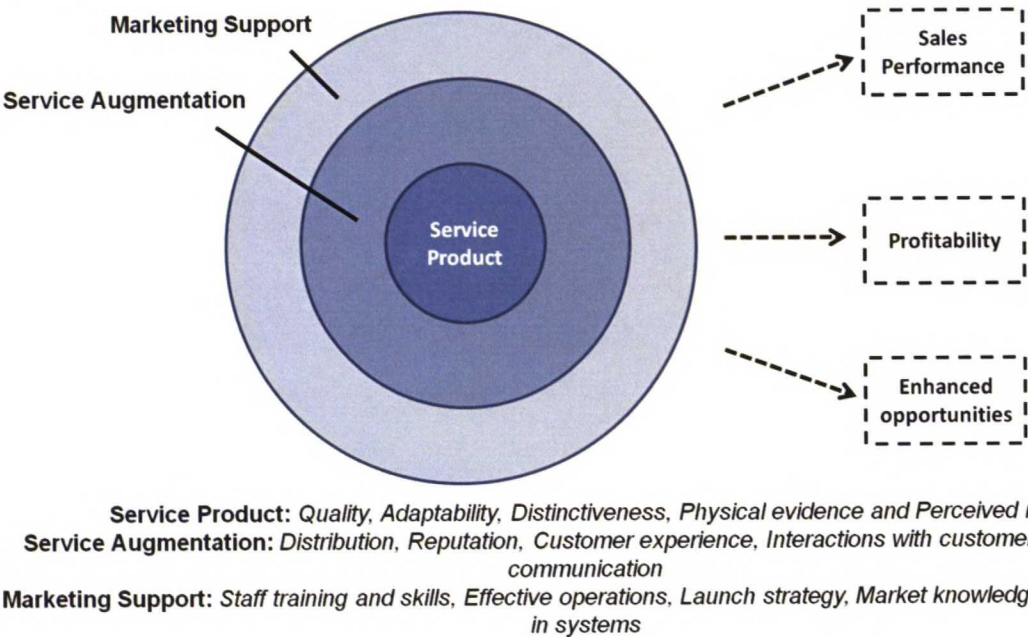 Marketing Support
Service Augmentation
Service
Product
Sales
Performance
Profitability
Enhanced
opportunities
Service Product: Quality, Adaptability, Distinctiveness, Physical evidence and Perceived
Service Augmentation: Distribution, Reputation, Customer experience, Interactions with
communication
Marketing Support: Staff training and skills, Effective operations, Launch strategy, Market
in systems